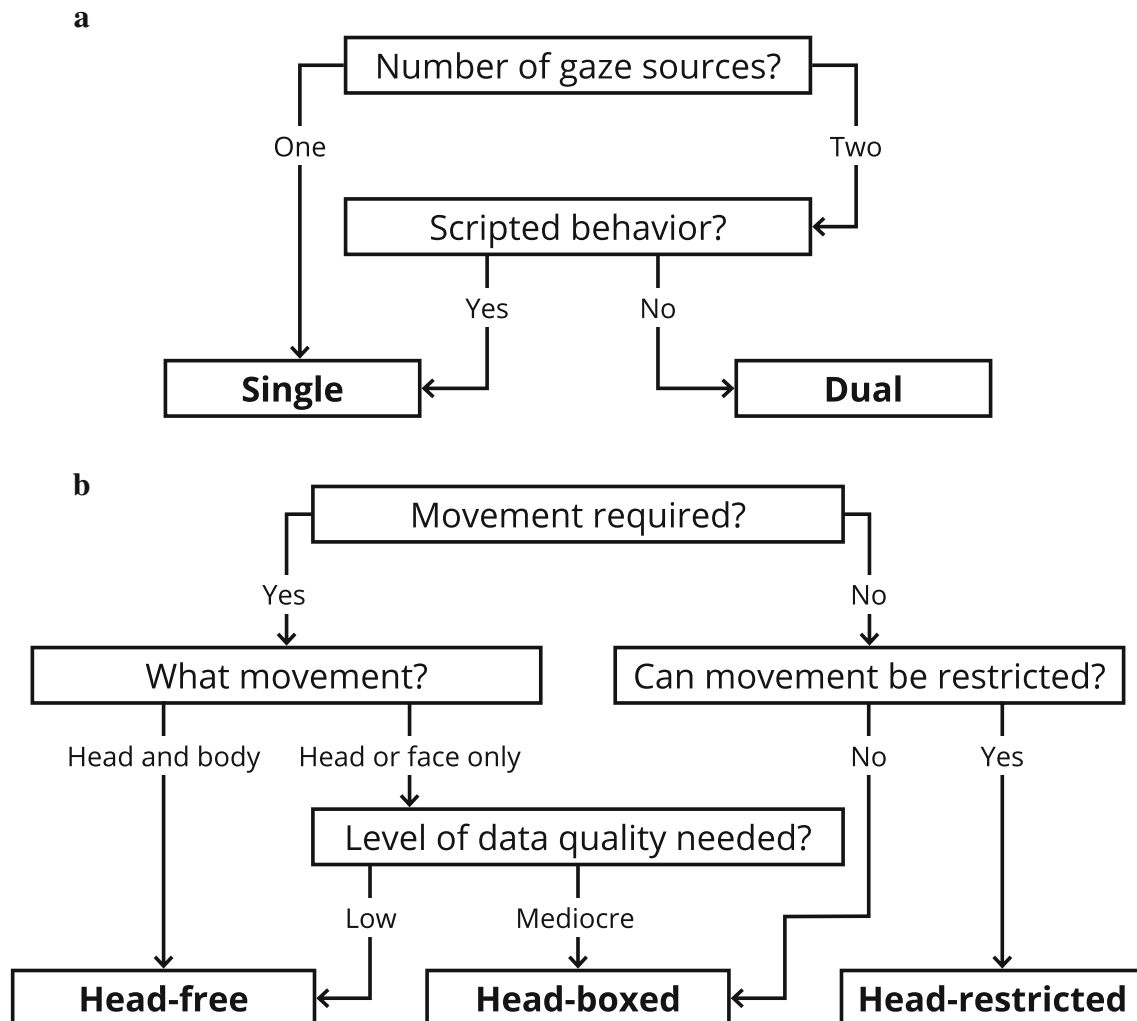 a
Number of gaze sources?
One
Two
Scripted behavior?
Yes
No
Single
Dual
b
Movement required?
Yes
No
What movement?
Can movement be restricted?
Head and body
Head or face only
No
Yes
Level of data quality needed?
Low
Mediocre
Head-free
Head-boxed
Head-restricted